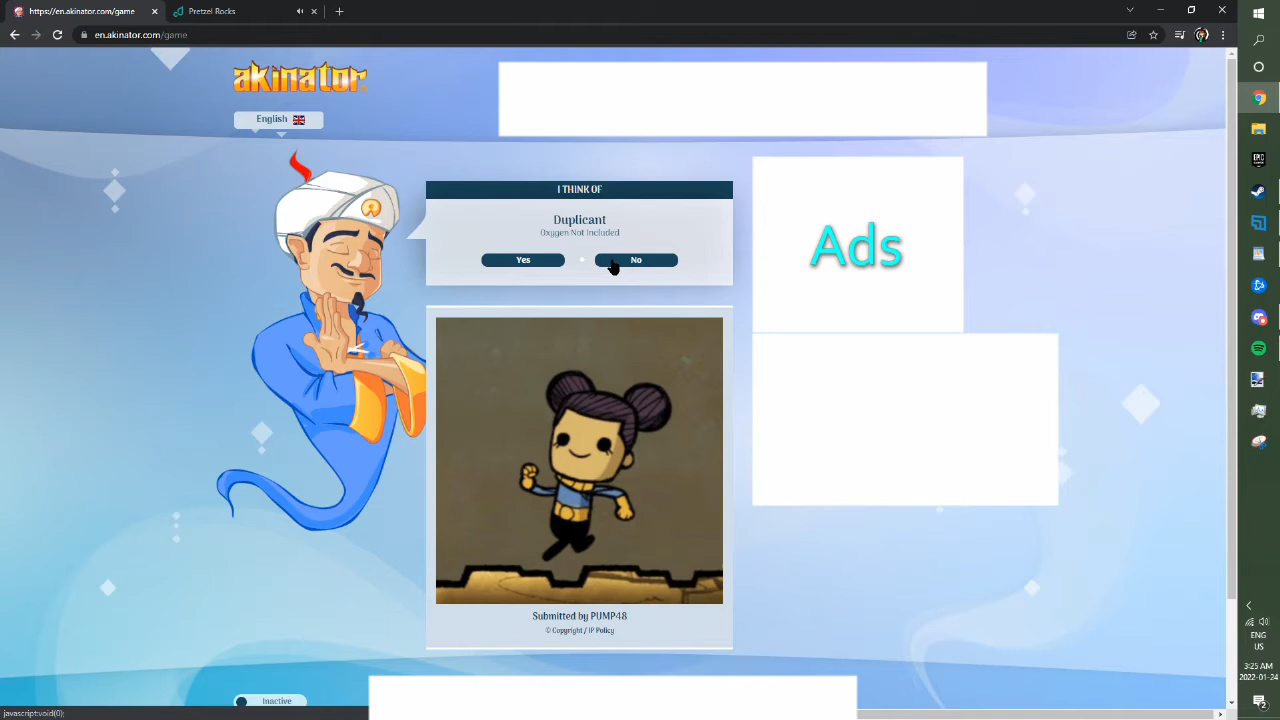 https://en.akinator.com/game
Pretzel Rocks
en.akinator.com/game
akinator
English
I THINK OF
Duplicant
Oxygen Not Included
Yes
No
Ads
Submitted by PUMP48
© Copyright / IP Policy
Inactive
javascript:void(0);
EPIC
ENG
US
3:25 AM
2022-01-24